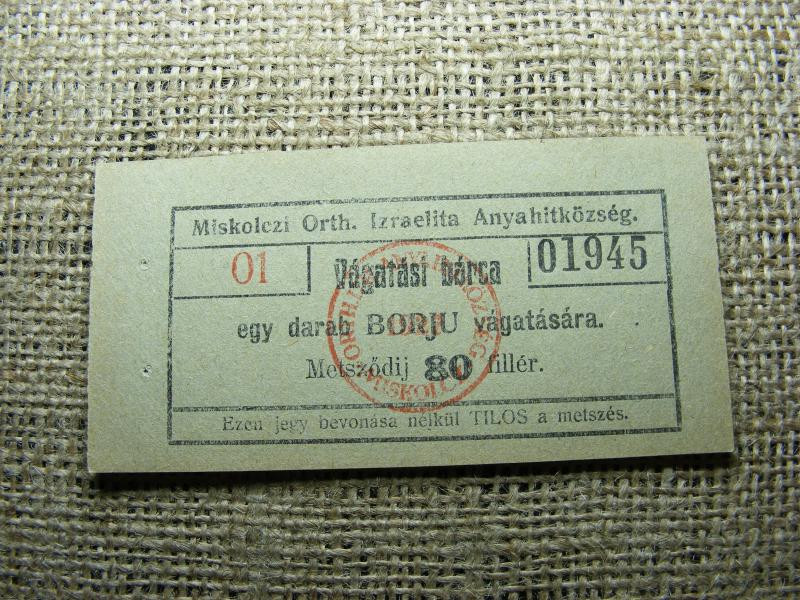 Miskolczi Orth. Izraelita Anyahitközség.
01
Vágatási bárca
01945
egy darab BORJU vágatására.
Metsződij 80 fillér.
Ezen jegy bevonása nélkül TILOS a metszés.
MISKOLCZ